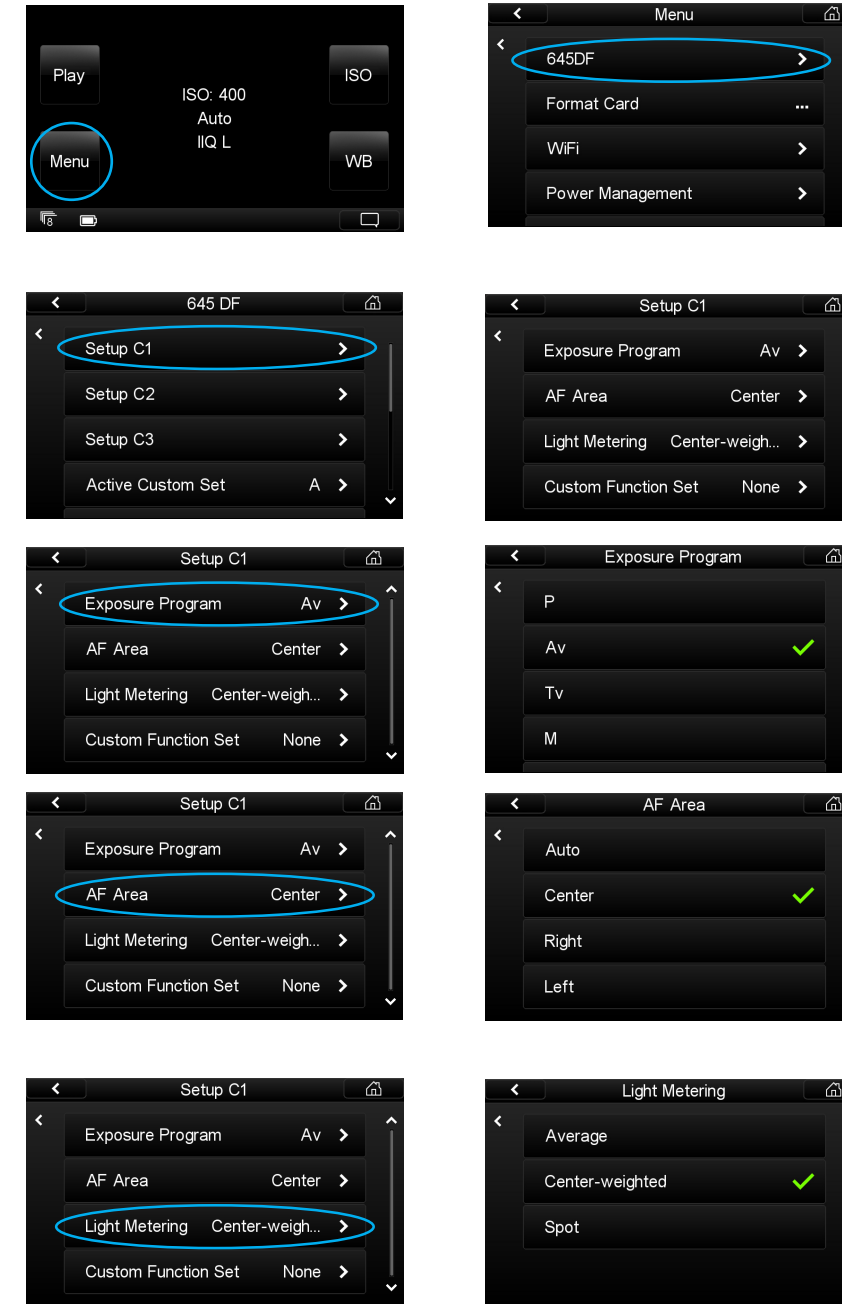 Play
ISO
ISO: 400
Auto
IIQ L
Menu
WB
8
Menu
645DF
Format Card ...
WiFi
Power Management
645 DF
Setup C1
Setup C2
Setup C3
Active Custom Set A
Setup C1
Exposure Program Av
AF Area Center
Light Metering Center-weigh...
Custom Function Set None
Setup C1
Exposure Program Av
AF Area Center
Light Metering Center-weigh...
Custom Function Set None
Exposure Program
P
Av
Tv
M
Setup C1
Exposure Program Av
AF Area Center
Light Metering Center-weigh...
Custom Function Set None
AF Area
Auto
Center
Right
Left
Setup C1
Exposure Program Av
AF Area Center
Light Metering Center-weigh...
Custom Function Set None
Light Metering
Average
Center-weighted
Spot